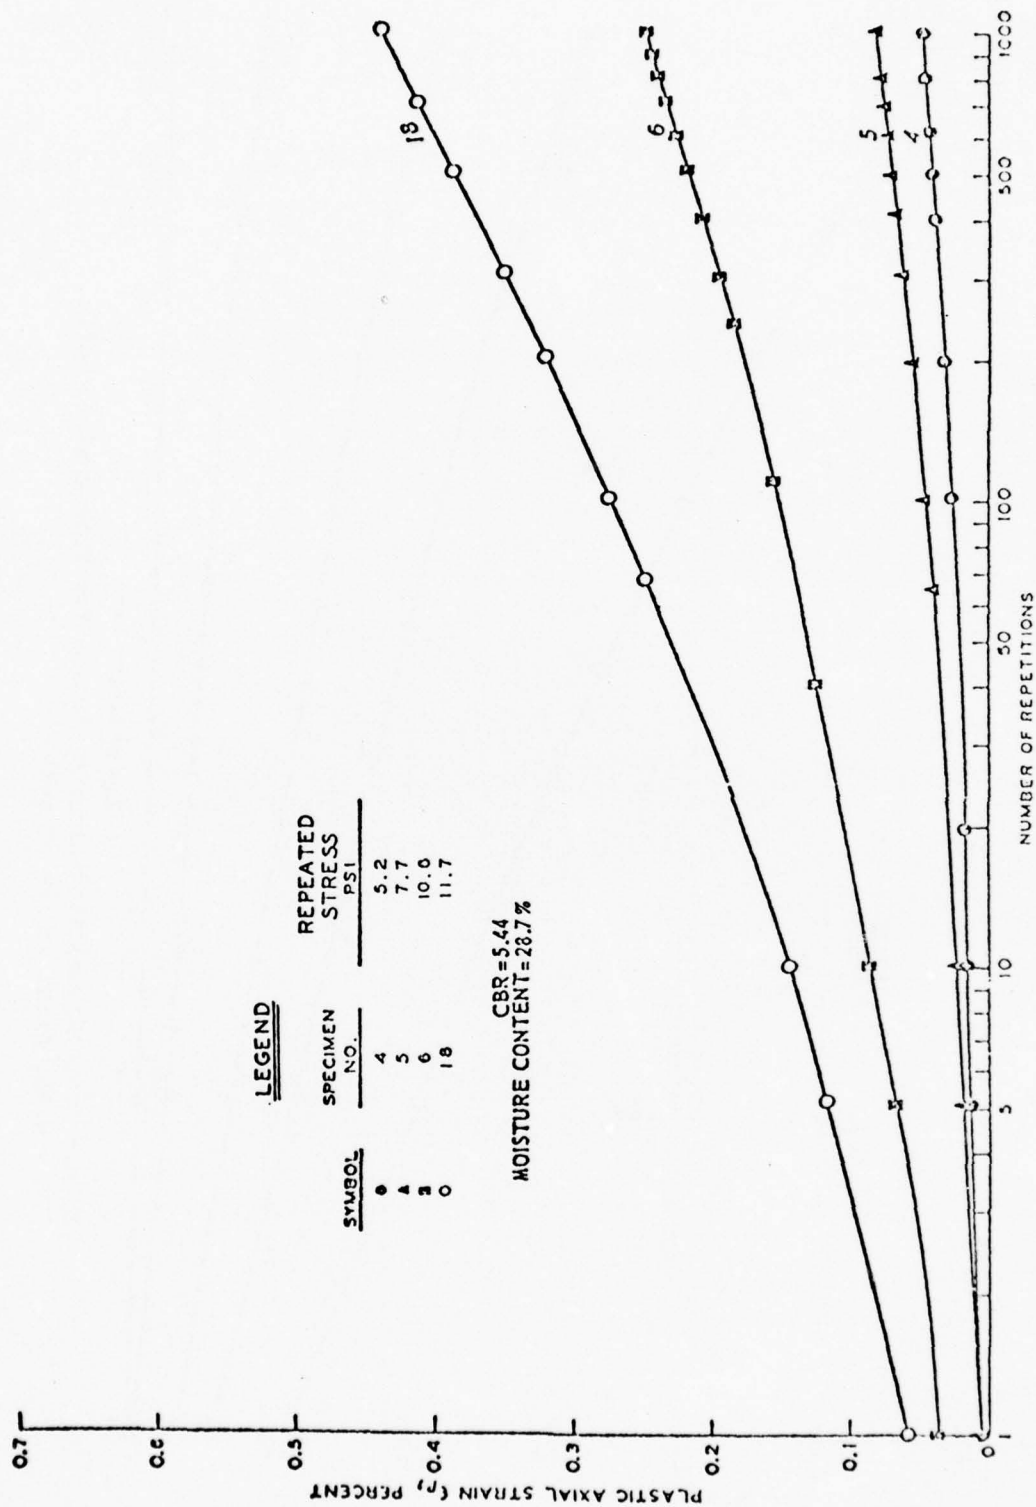 0.7
0.6
0.5
0.4
0.3
0.2
0.1
0
PLASTIC AXIAL STRAIN ϵp, PERCENT
LEGEND
SYMBOL SPECIMEN NO. REPEATED STRESS PSI
4 5.2
5 7.7
6 10.6
O 18 11.7
CBR = 5.44
MOISTURE CONTENT = 28.7%
18
6
5
4
1 5 10 50 100 500 1000
NUMBER OF REPETITIONS